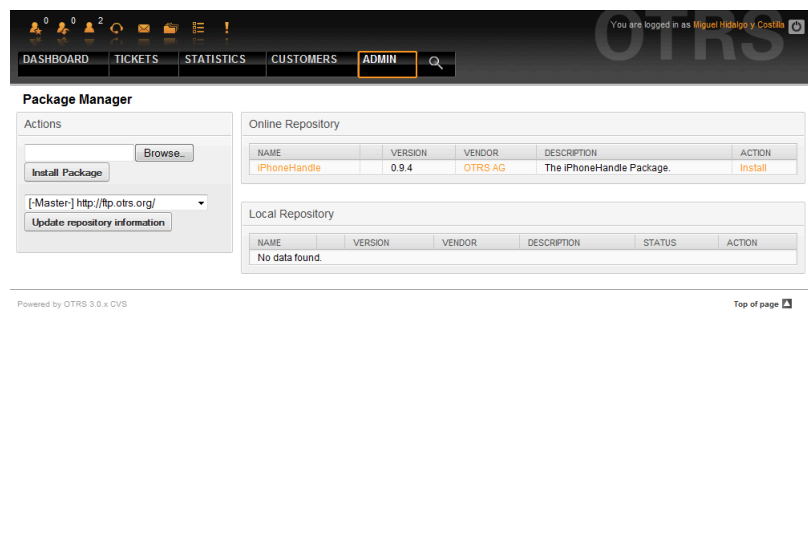 OTRS
0 0 2
You are logged in as Miguel Hidalgo y Costilla
DASHBOARD TICKETS STATISTICS CUSTOMERS ADMIN
Package Manager
Actions
Browse..
Install Package
[-Master-] http://ftp.otrs.org/
Update repository information
Online Repository
NAME VERSION VENDOR DESCRIPTION ACTION
iPhoneHandle 0.9.4 OTRS AG The iPhoneHandle Package. Install
Local Repository
NAME VERSION VENDOR DESCRIPTION STATUS ACTION
No data found.
Powered by OTRS 3.0.x CVS
Top of page